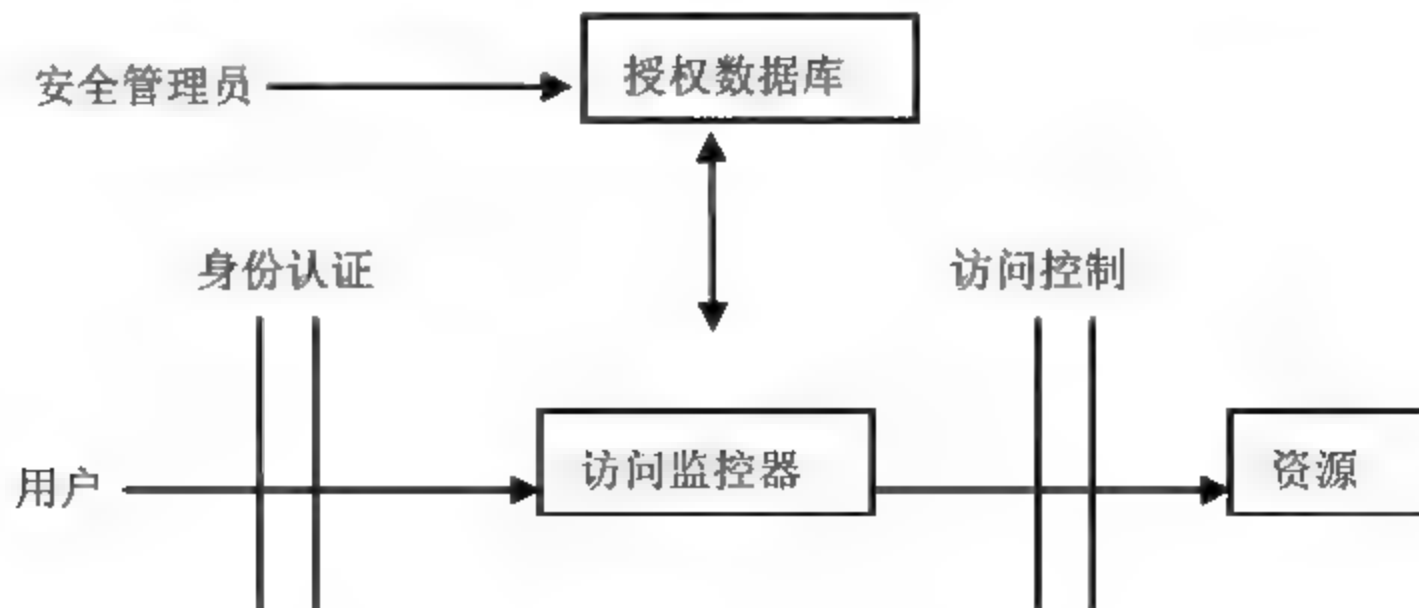 安全管理员
授权数据库
身份认证
访问控制
用户
访问监控器
资源